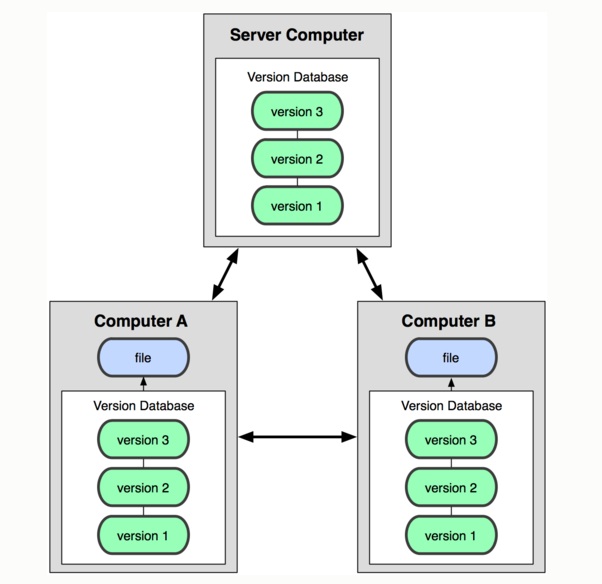 Server Computer
Version Database
version 3
version 2
version 1
Computer A
file
Version Database
version 3
version 2
version 1
Computer B
file
Version Database
version 3
version 2
version 1